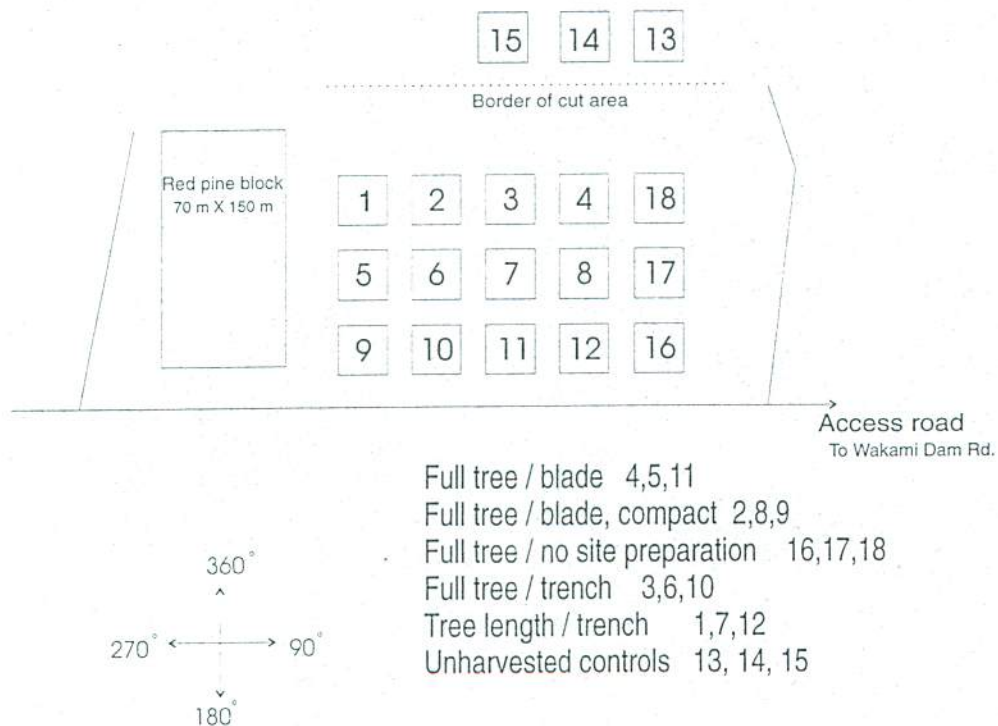 15 14 13
Border of cut area
Red pine block
70 m X 150 m
1 2 3 4 18
5 6 7 8 17
9 10 11 12 16
Access road
To Wakami Dam Rd.
Full tree / blade 4,5,11
Full tree / blade, compact 2,8,9
Full tree / no site preparation 16,17,18
Full tree / trench 3,6,10
Tree length / trench 1,7,12
Unharvested controls 13, 14, 15
360°
270° 90°
180°